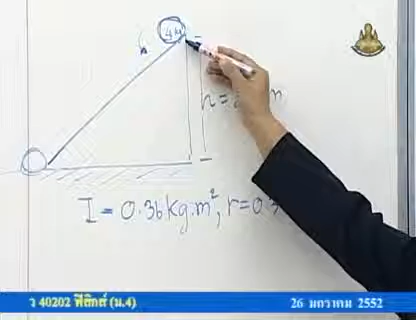 h =
I = 0.36 kg.m², r = 0.3
ว 40202 ฟิสิกส์ (ม.4) 26 มกราคม 2552